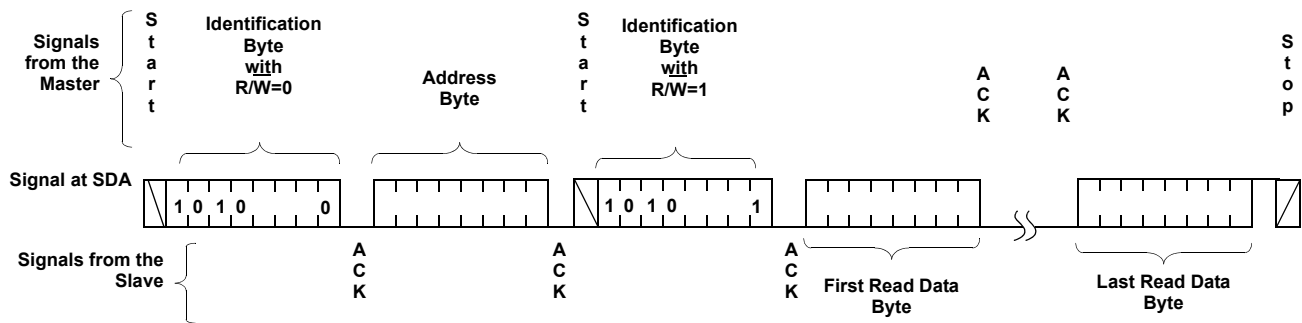 Signals
from the
Master
S
t
a
r
t
Identification
Byte
with
R/W=0
Address
Byte
S
t
a
r
t
Identification
Byte
with
R/W=1
A
C
K
A
C
K
S
t
o
p
Signal at SDA
1 0 1 0 0
1 0 1 0 1
Signals from the
Slave
A
C
K
A
C
K
A
C
K
First Read Data
Byte
Last Read Data
Byte